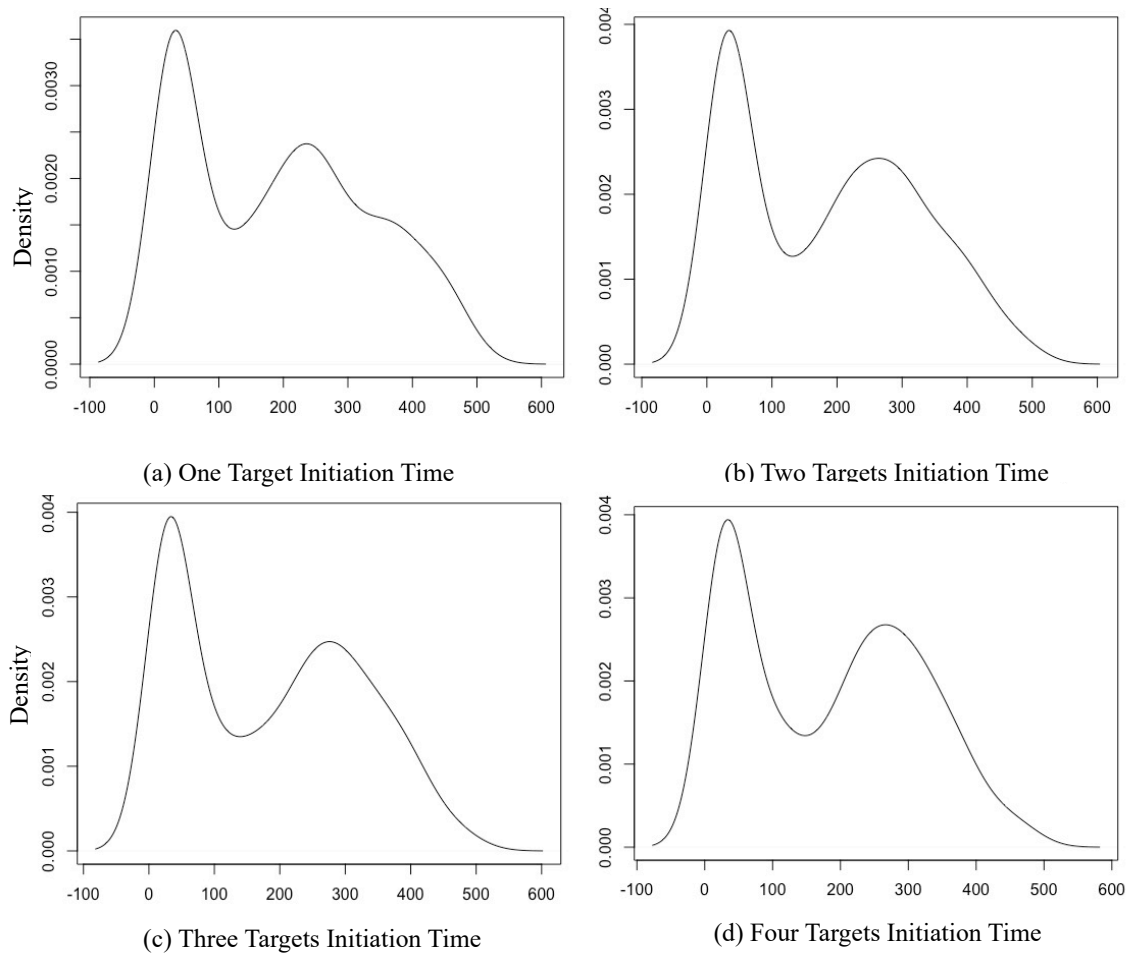 Density
0.0000 0.0010 0.0020 0.0030
-100 0 100 200 300 400 500 600
(a) One Target Initiation Time
0.000 0.001 0.002 0.003 0.004
-100 0 100 200 300 400 500 600
(b) Two Targets Initiation Time
Density
0.000 0.001 0.002 0.003 0.004
-100 0 100 200 300 400 500 600
(c) Three Targets Initiation Time
0.000 0.001 0.002 0.003 0.004
-100 0 100 200 300 400 500 600
(d) Four Targets Initiation Time